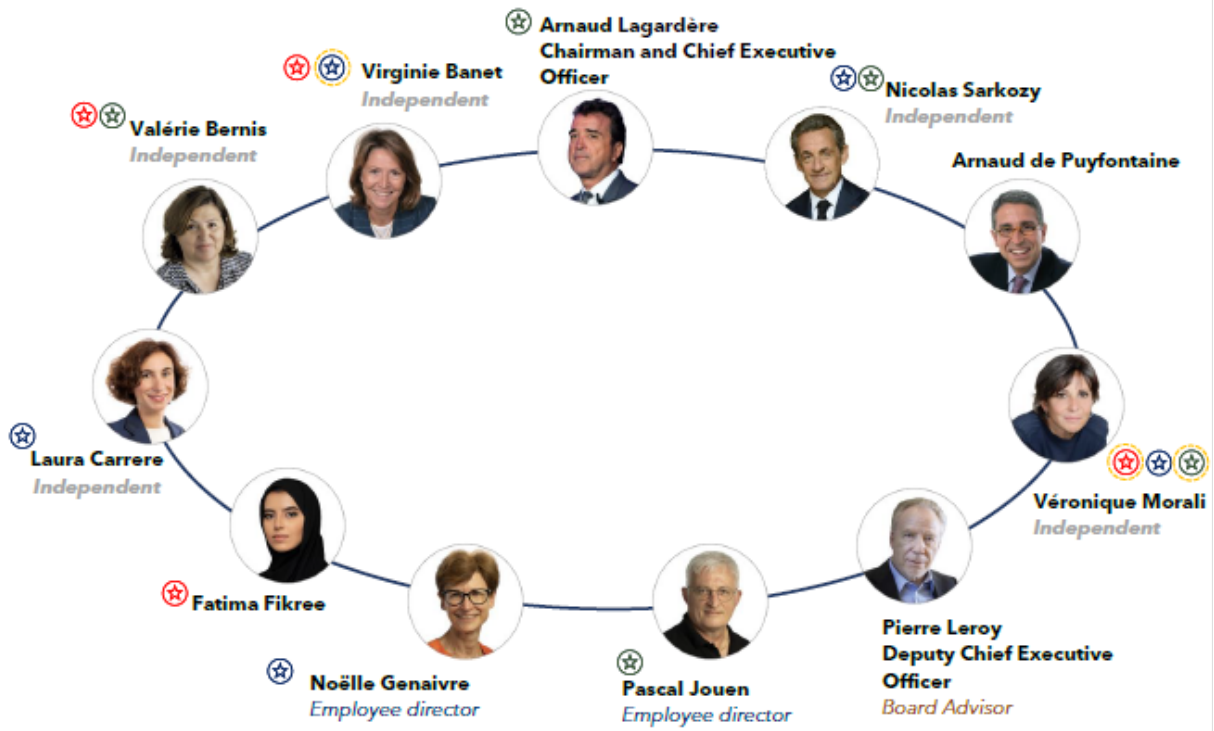 Arnaud Lagardère
Chairman and Chief Executive
Officer
Virginie Banet
Independent
Nicolas Sarkozy
Independent
Valérie Bernis
Independent
Arnaud de Puyfontaine
Laura Carrere
Independent
Véronique Morali
Independent
Fatima Fikree
Noëlle Genaivre
Employee director
Pascal Jouen
Employee director
Pierre Leroy
Deputy Chief Executive
Officer
Board Advisor